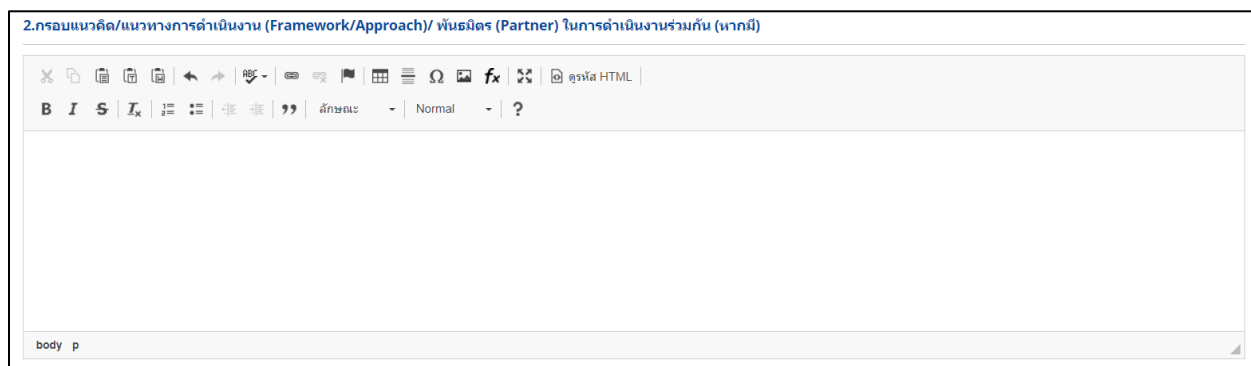 2.กรอบแนวคิด/แนวทางการดำเนินงาน (Framework/Approach)/ พันธมิตร (Partner) ในการดำเนินงานร่วมกัน (หากมี)
ABC Ω fx ดูรหัส HTML
B I S Ix ลักษณะ Normal ?
body p